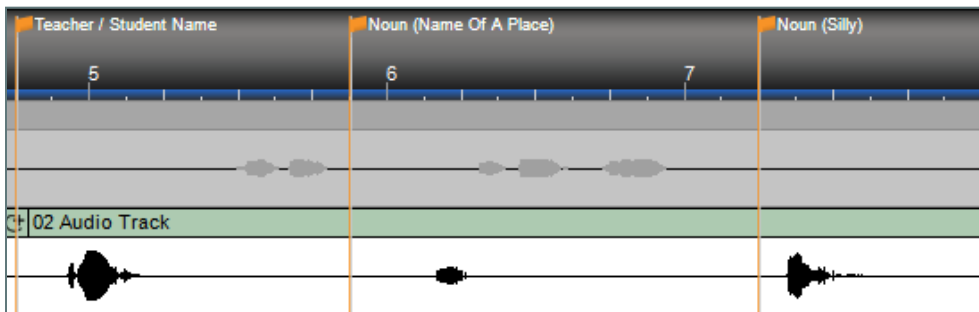 Teacher / Student Name
Noun (Name Of A Place)
Noun (Silly)
5
6
7
02 Audio Track